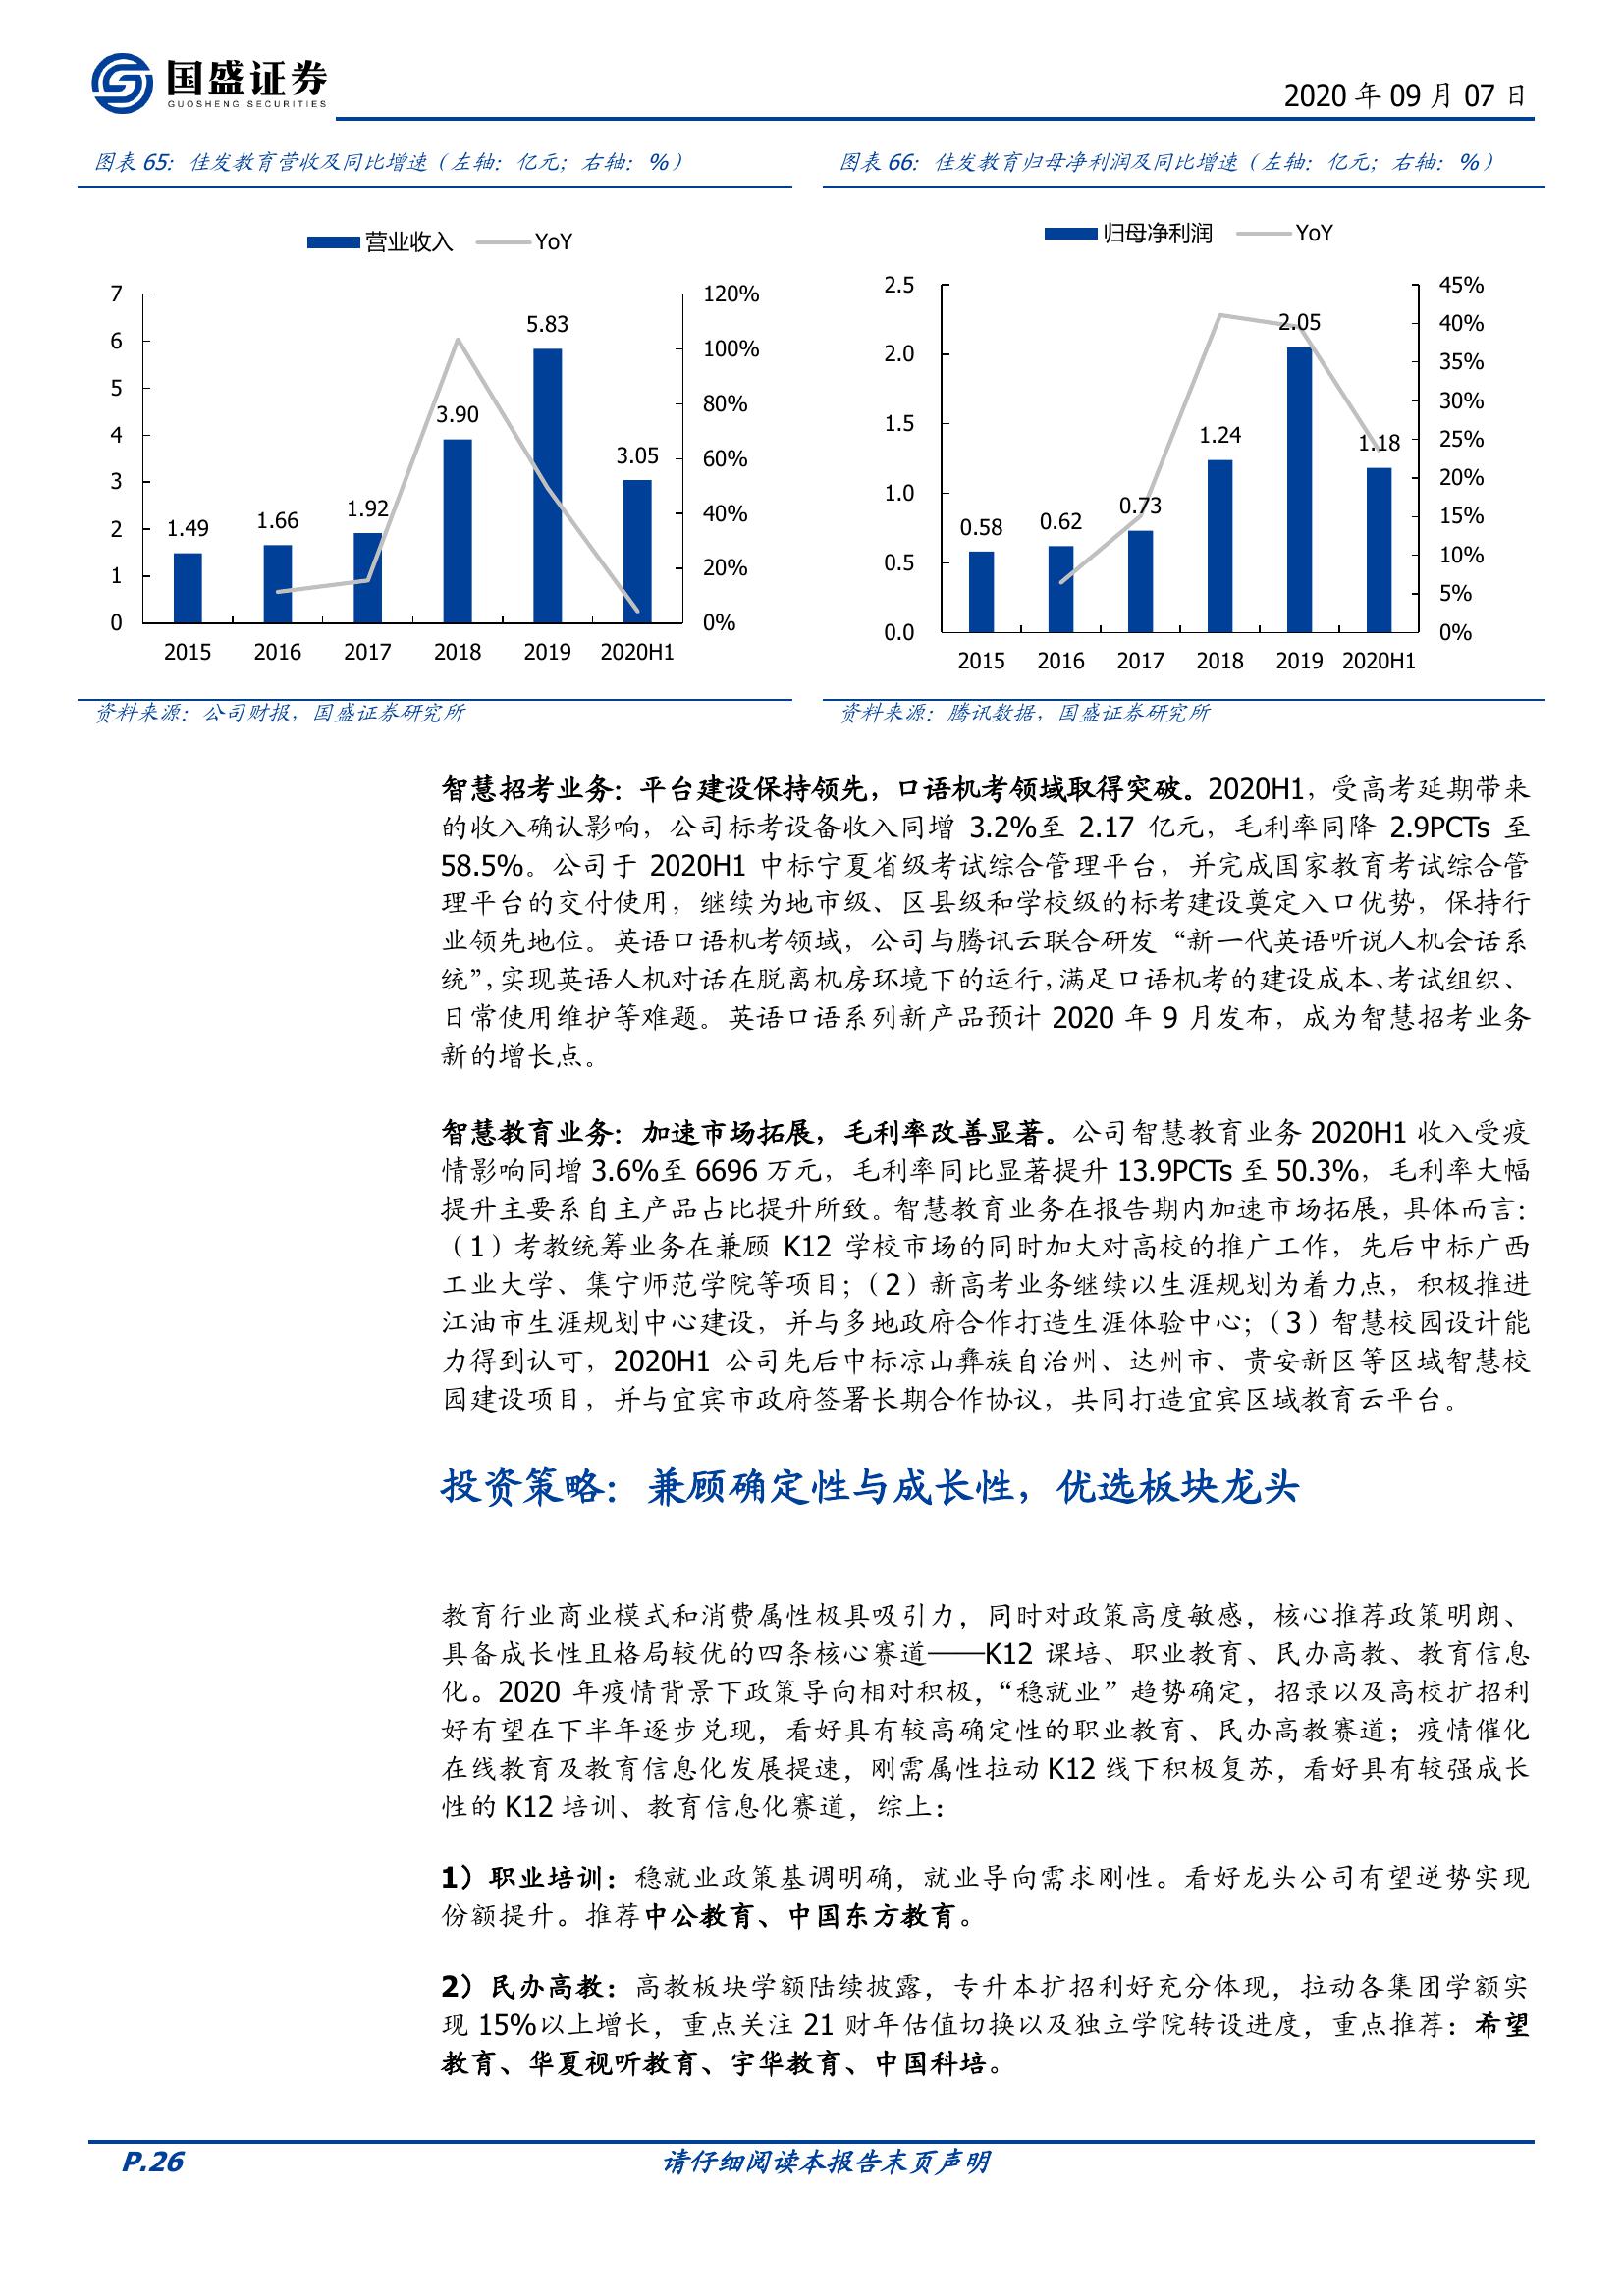 国盛证券
GUOSHENG SECURITIES
2020 年 09 月 07 日
图表 65：佳发教育营收及同比增速（左轴：亿元；右轴：%）
营业收入 YoY
7
6
5
4
3
2
1
0
120%
100%
80%
60%
40%
20%
0%
1.49
1.66
1.92
3.90
5.83
3.05
2015 2016 2017 2018 2019 2020H1
资料来源：公司财报，国盛证券研究所
图表 66：佳发教育归母净利润及同比增速（左轴：亿元；右轴：%）
归母净利润 YoY
2.5
2.0
1.5
1.0
0.5
0.0
45%
40%
35%
30%
25%
20%
15%
10%
5%
0%
0.58
0.62
0.73
1.24
2.05
1.18
2015 2016 2017 2018 2019 2020H1
资料来源：腾讯数据，国盛证券研究所
智慧招考业务：平台建设保持领先，口语机考领域取得突破。2020H1，受高考延期带来
的收入确认影响，公司标考设备收入同增 3.2%至 2.17 亿元，毛利率同降 2.9PCTs 至
58.5%。公司于 2020H1 中标宁夏省级考试综合管理平台，并完成国家教育考试综合管
理平台的交付使用，继续为地市级、区县级和学校级的标考建设奠定入口优势，保持行
业领先地位。英语口语机考领域，公司与腾讯云联合研发“新一代英语听说人机会话系
统”，实现英语人机对话在脱离机房环境下的运行，满足口语机考的建设成本、考试组织、
日常使用维护等难题。英语口语系列新产品预计 2020 年 9 月发布，成为智慧招考业务
新的增长点。
智慧教育业务：加速市场拓展，毛利率改善显著。公司智慧教育业务 2020H1 收入受疫
情影响同增 3.6%至 6696 万元，毛利率同比显著提升 13.9PCTs 至 50.3%，毛利率大幅
提升主要系自主产品占比提升所致。智慧教育业务在报告期内加速市场拓展，具体而言：
（1）考教统筹业务在兼顾 K12 学校市场的同时加大对高校的推广工作，先后中标广西
工业大学、集宁师范学院等项目；（2）新高考业务继续以生涯规划为着力点，积极推进
江油市生涯规划中心建设，并与多地政府合作打造生涯体验中心；（3）智慧校园设计能
力得到认可，2020H1 公司先后中标凉山彝族自治州、达州市、贵安新区等区域智慧校
园建设项目，并与宜宾市政府签署长期合作协议，共同打造宜宾区域教育云平台。
投资策略：兼顾确定性与成长性，优选板块龙头
教育行业商业模式和消费属性极具吸引力，同时对政策高度敏感，核心推荐政策明朗、
具备成长性且格局较优的四条核心赛道——K12 课培、职业教育、民办高教、教育信息
化。2020 年疫情背景下政策导向相对积极，“稳就业”趋势确定，招录以及高校扩招利
好有望在下半年逐步兑现，看好具有较高确定性的职业教育、民办高教赛道；疫情催化
在线教育及教育信息化发展提速，刚需属性拉动 K12 线下积极复苏，看好具有较强成长
性的 K12 培训、教育信息化赛道，综上：
1）职业培训：稳就业政策基调明确，就业导向需求刚性。看好龙头公司有望逆势实现
份额提升。推荐中公教育、中国东方教育。
2）民办高教：高教板块学额陆续披露，专升本扩招利好充分体现，拉动各集团学额实
现 15%以上增长，重点关注 21 财年估值切换以及独立学院转设进度，重点推荐：希望
教育、华夏视听教育、宇华教育、中国科培。
P.26
请仔细阅读本报告末页声明